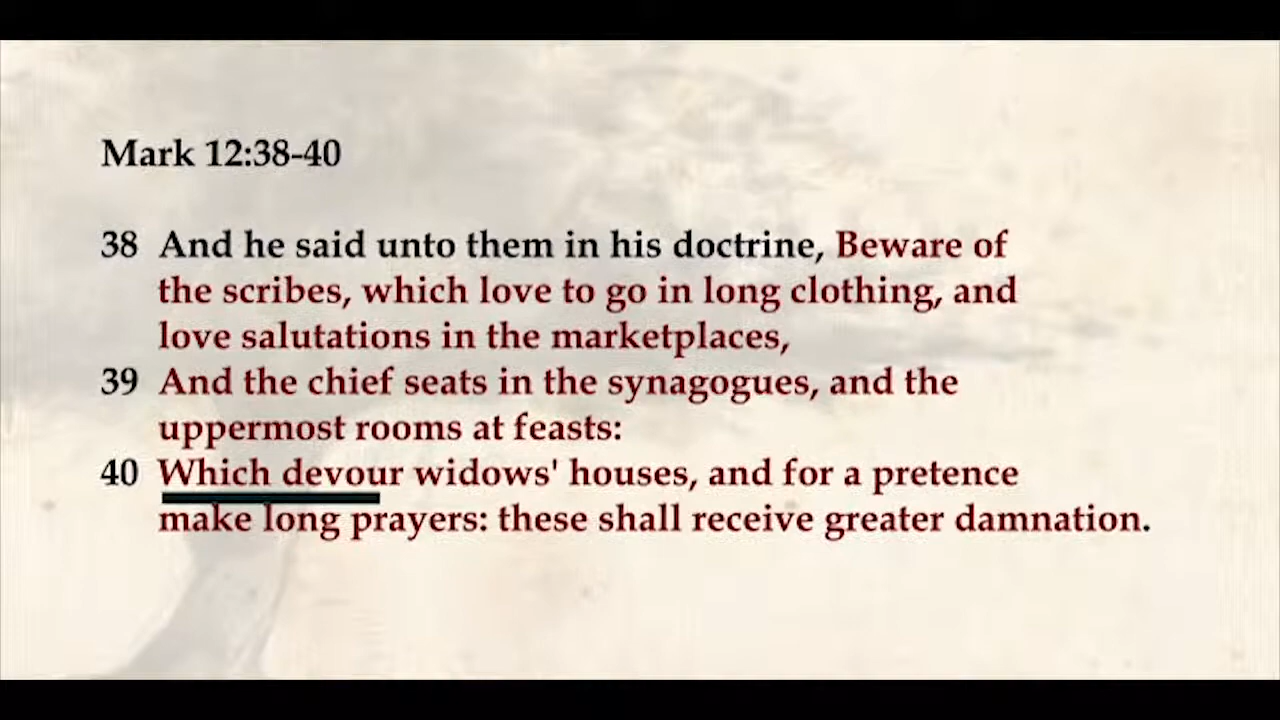 Mark 12:38-40
38 And he said unto them in his doctrine, Beware of
the scribes, which love to go in long clothing, and
love salutations in the marketplaces,
39 And the chief seats in the synagogues, and the
uppermost rooms at feasts:
40 Which devour widows' houses, and for a pretence
make long prayers: these shall receive greater damnation.